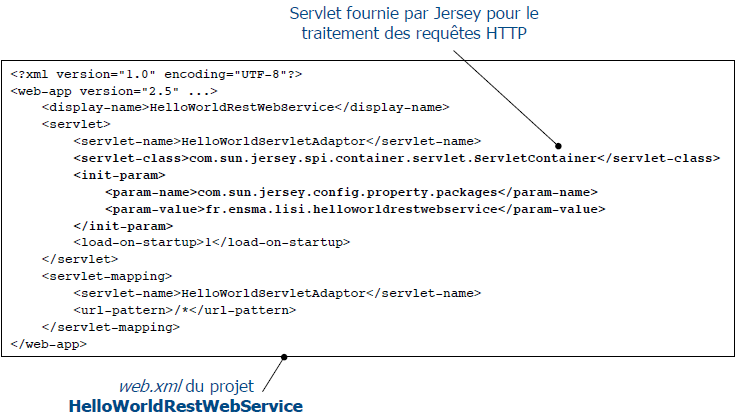 Servlet fournie par Jersey pour le
traitement des requêtes HTTP
<?xml version="1.0" encoding="UTF-8"?>
<web-app version="2.5" ...>
    <display-name>HelloWorldRestWebService</display-name>
    <servlet>
        <servlet-name>HelloWorldServletAdaptor</servlet-name>
        <servlet-class>com.sun.jersey.spi.container.servlet.ServletContainer</servlet-class>
        <init-param>
            <param-name>com.sun.jersey.config.property.packages</param-name>
            <param-value>fr.ensma.lisi.helloworldrestwebservice</param-value>
        </init-param>
        <load-on-startup>1</load-on-startup>
    </servlet>
    <servlet-mapping>
        <servlet-name>HelloWorldServletAdaptor</servlet-name>
        <url-pattern>/*</url-pattern>
    </servlet-mapping>
</web-app>
web.xml du projet
HelloWorldRestWebService